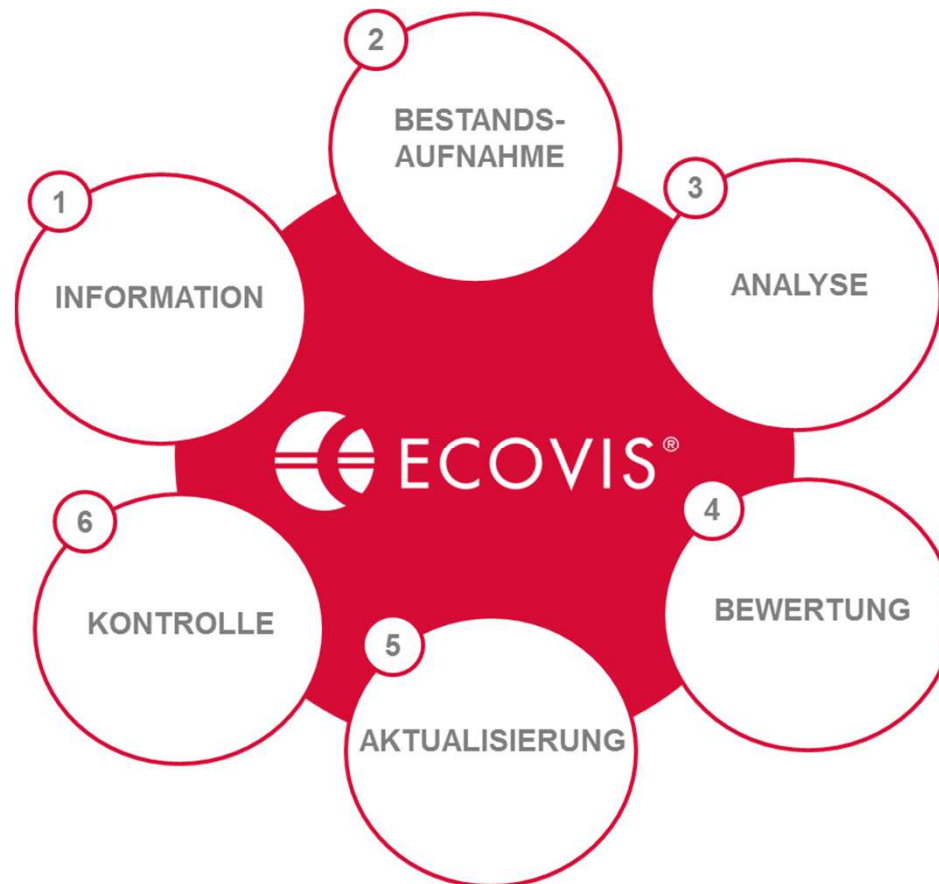 1
INFORMATION
2
BESTANDS-
AUFNAHME
3
ANALYSE
4
BEWERTUNG
5
AKTUALISIERUNG
6
KONTROLLE
ECOVIS®